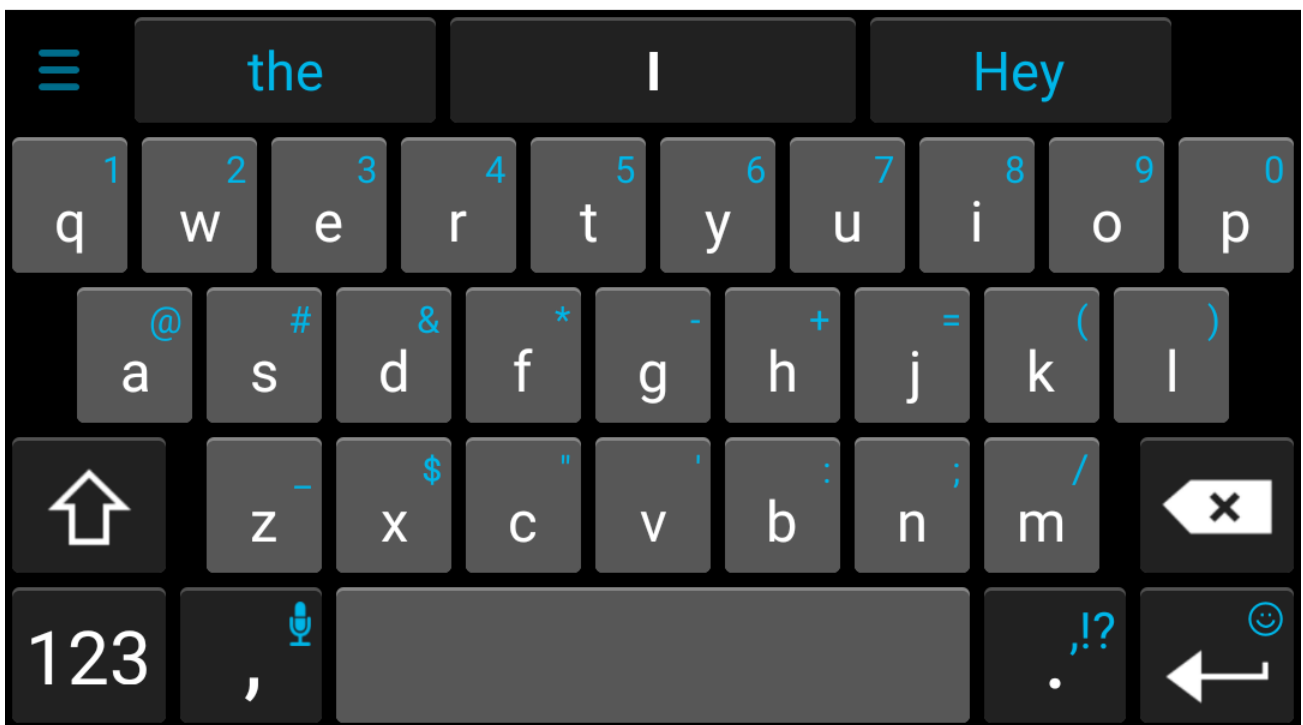 the I Hey
1 2 3 4 5 6 7 8 9 0
q w e r t y u i o p
@ # & * - + = ( )
a s d f g h j k l
_ $ " ' : ; /
z x c v b n m
,!?
123 , .